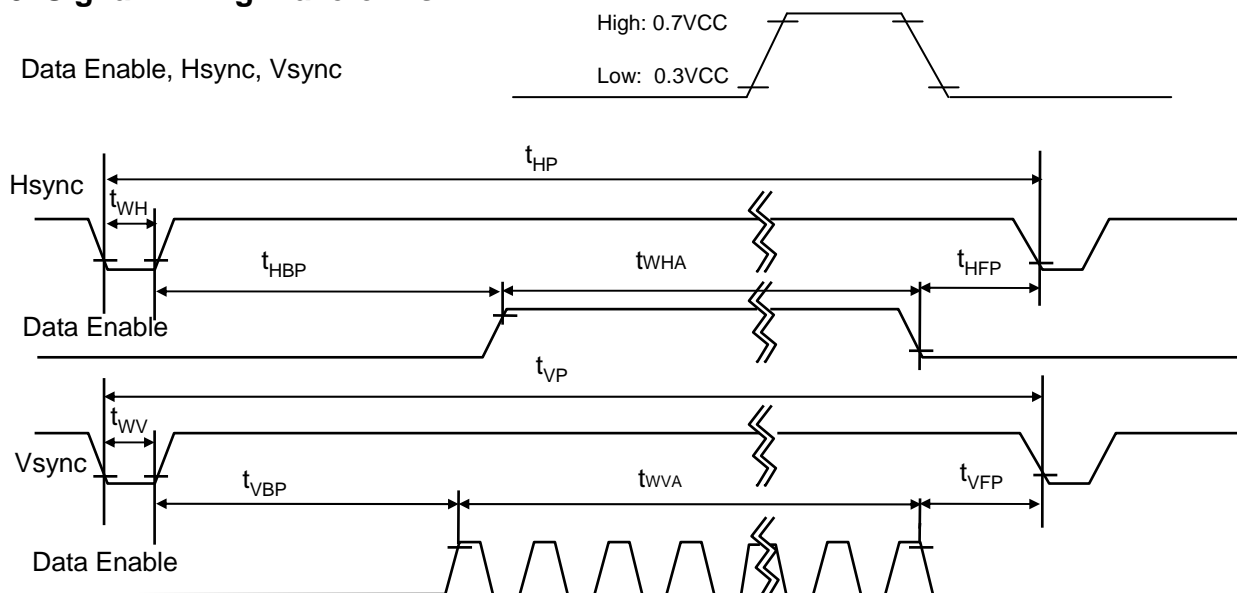 High: 0.7VCC
Data Enable, Hsync, Vsync
Low: 0.3VCC
tHP
Hsync
tWH
tHBP
tWHA
tHFP
Data Enable
tVP
tWV
Vsync
tVBP
tWVA
tVFP
Data Enable